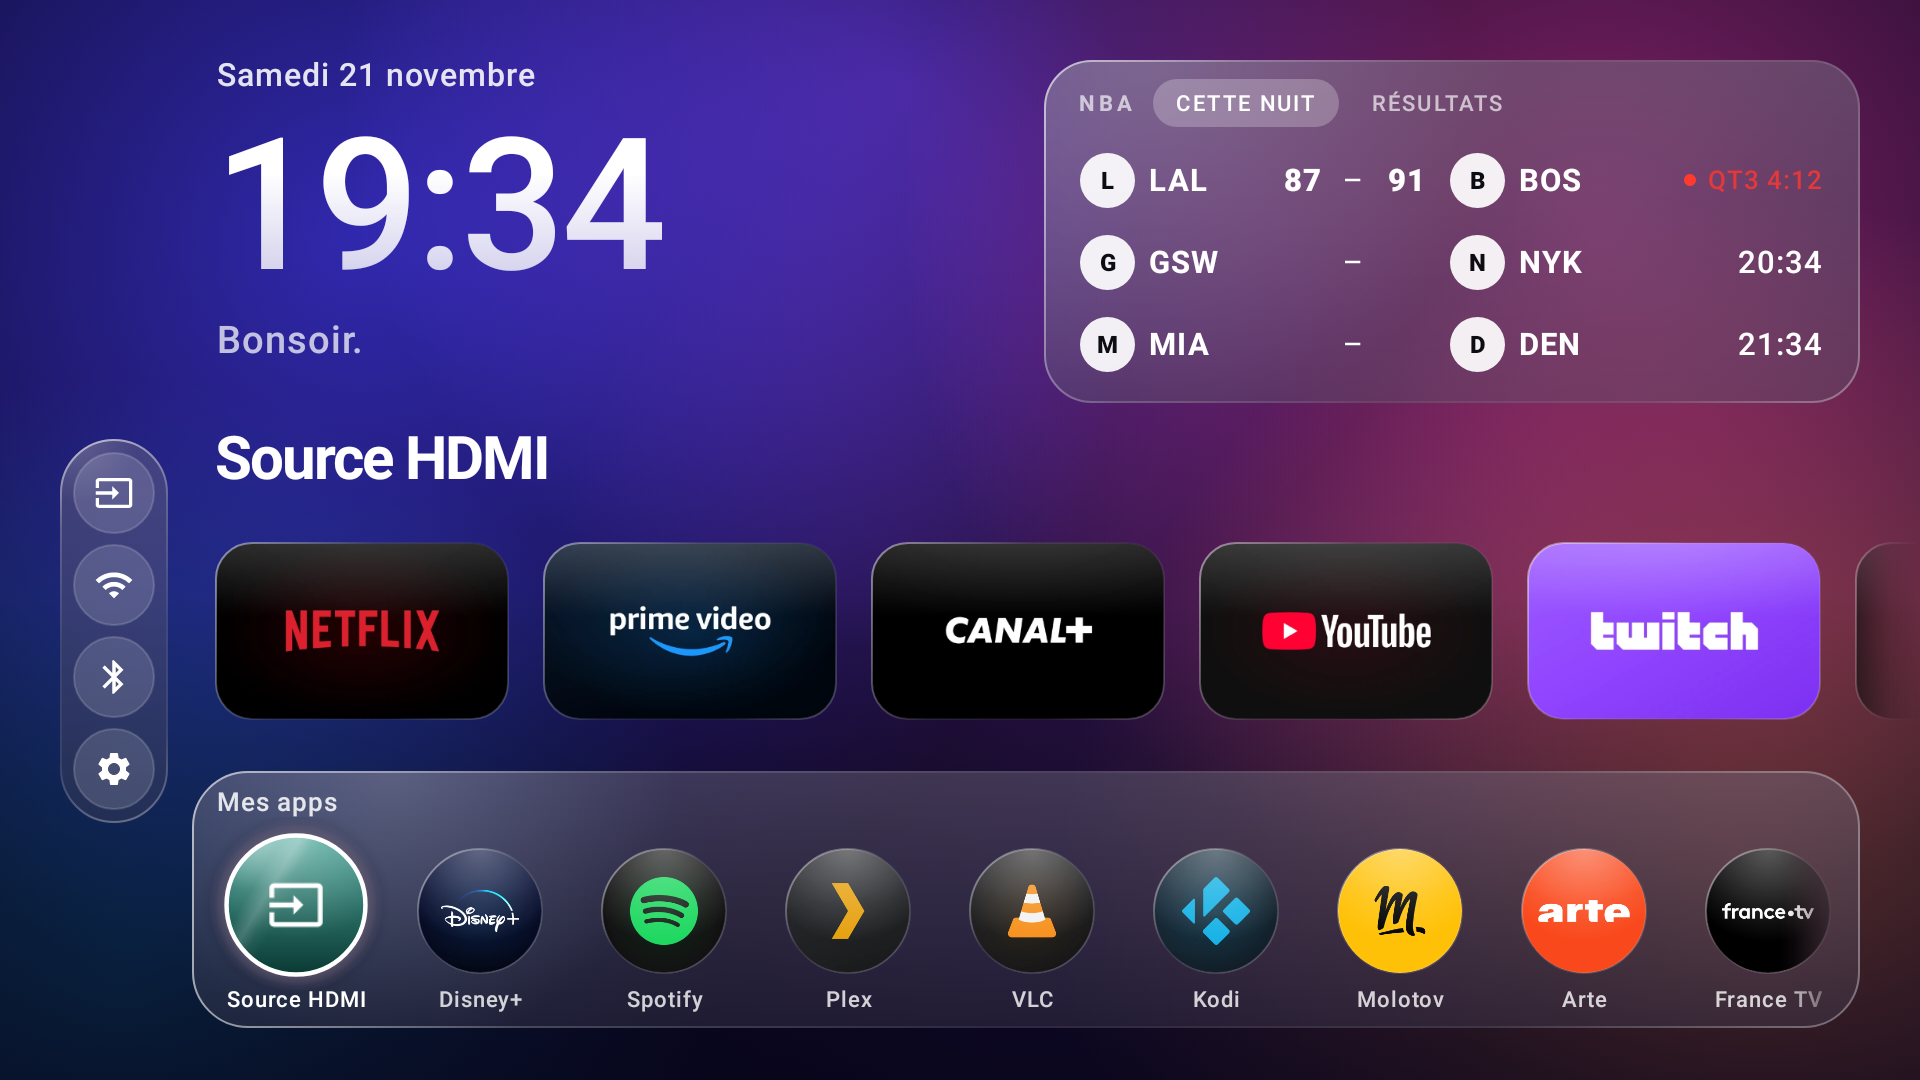 Samedi 21 novembre
19:34
Bonsoir.
NBA CETTE NUIT RÉSULTATS
L LAL 87 – 91 B BOS QT3 4:12
G GSW – N NYK 20:34
M MIA – D DEN 21:34
Source HDMI
NETFLIX
prime video
CANAL+
YouTube
twitch
Mes apps
Disney+
M.
arte
france•tv
Source HDMI
Disney+
Spotify
Plex
VLC
Kodi
Molotov
Arte
France TV